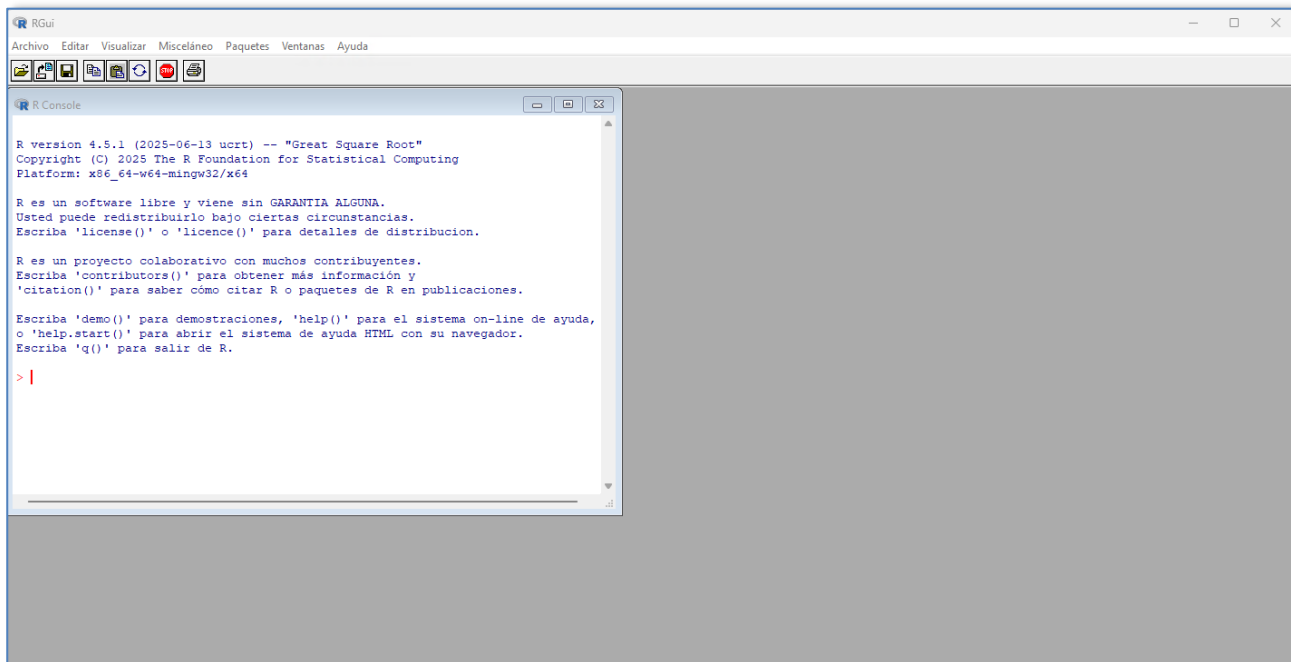 RGui
Archivo Editar Visualizar Misceláneo Paquetes Ventanas Ayuda
STOP
R Console
R version 4.5.1 (2025-06-13 ucrt) -- "Great Square Root"
Copyright (C) 2025 The R Foundation for Statistical Computing
Platform: x86_64-w64-mingw32/x64
R es un software libre y viene sin GARANTIA ALGUNA.
Usted puede redistribuirlo bajo ciertas circunstancias.
Escriba 'license()' o 'licence()' para detalles de distribucion.
R es un proyecto colaborativo con muchos contribuyentes.
Escriba 'contributors()' para obtener más información y
'citation()' para saber cómo citar R o paquetes de R en publicaciones.
Escriba 'demo()' para demostraciones, 'help()' para el sistema on-line de ayuda,
o 'help.start()' para abrir el sistema de ayuda HTML con su navegador.
Escriba 'q()' para salir de R.
>